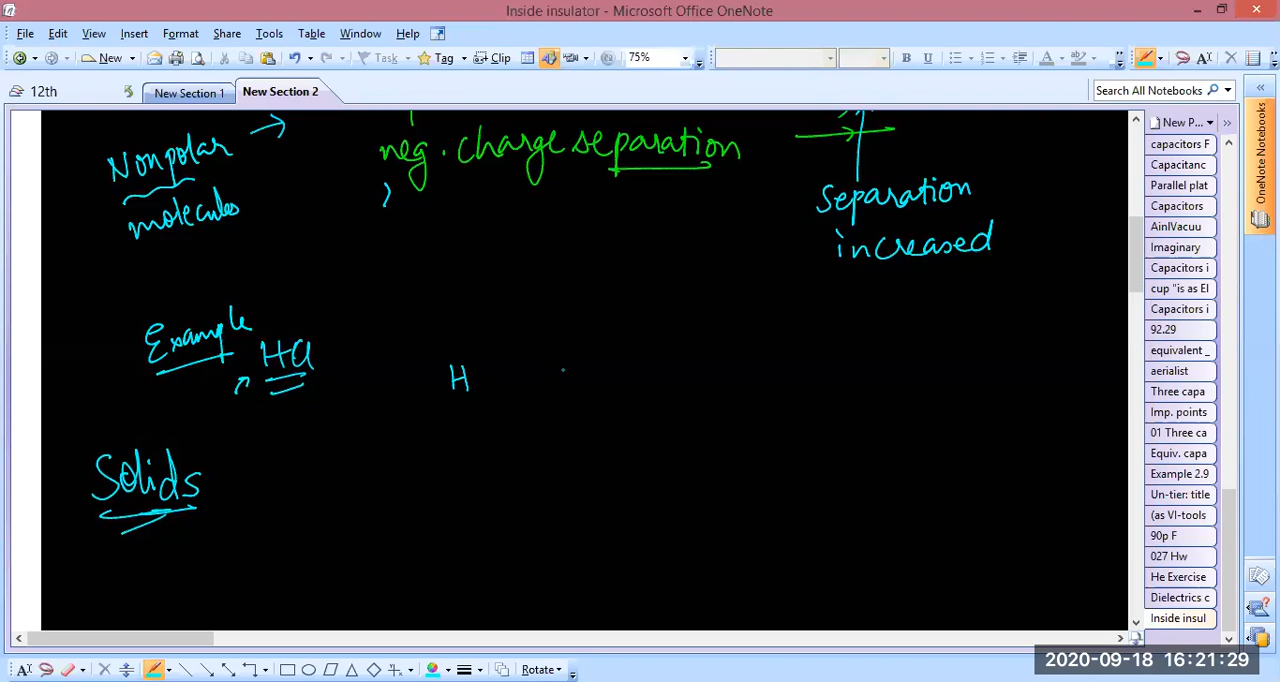 Inside insulator - Microsoft Office OneNote
File Edit View Insert Format Share Tools Table Window Help
New 75% Task Tag Clip B U
12th New Section 1 New Section 2 Search All Notebooks
Nonpolar
molecules
neg. charge separation
separation
increased
Example
HCl
H
Solids
New P...
capacitors F
Capacitanc
Parallel plat
Capacitors
AinlVacuu
Imaginary
Capacitors i
cup "is as El
Capacitors i
92.29
equivalent _
aerialist
Three capa
Imp. points
01 Three ca
Equiv. capa
Example 2.9
Un-tier: title
(as VI-tools
90p F
027 Hw
He Exercise
Dielectrics c
Inside insul
OneNote Notebooks
2020-09-18 16:21:29
Rotate